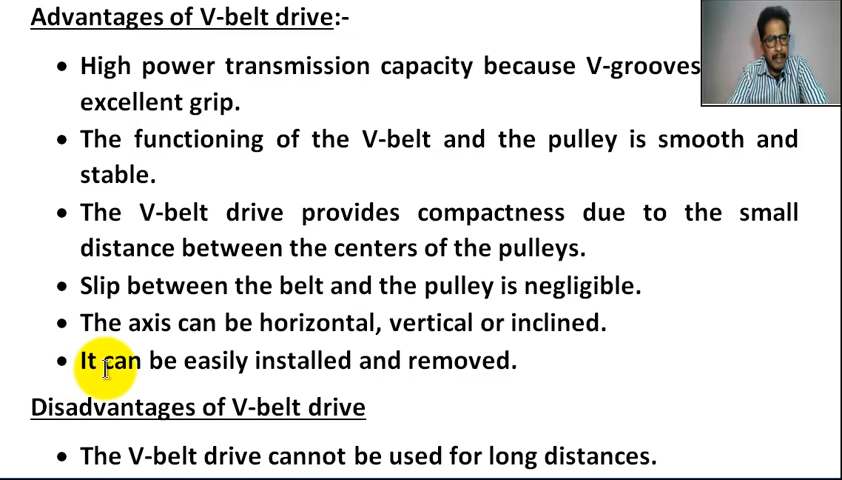 Advantages of V-belt drive:-
• High power transmission capacity because V-grooves
excellent grip.
• The functioning of the V-belt and the pulley is smooth and
stable.
• The V-belt drive provides compactness due to the small
distance between the centers of the pulleys.
• Slip between the belt and the pulley is negligible.
• The axis can be horizontal, vertical or inclined.
• It can be easily installed and removed.
Disadvantages of V-belt drive
• The V-belt drive cannot be used for long distances.